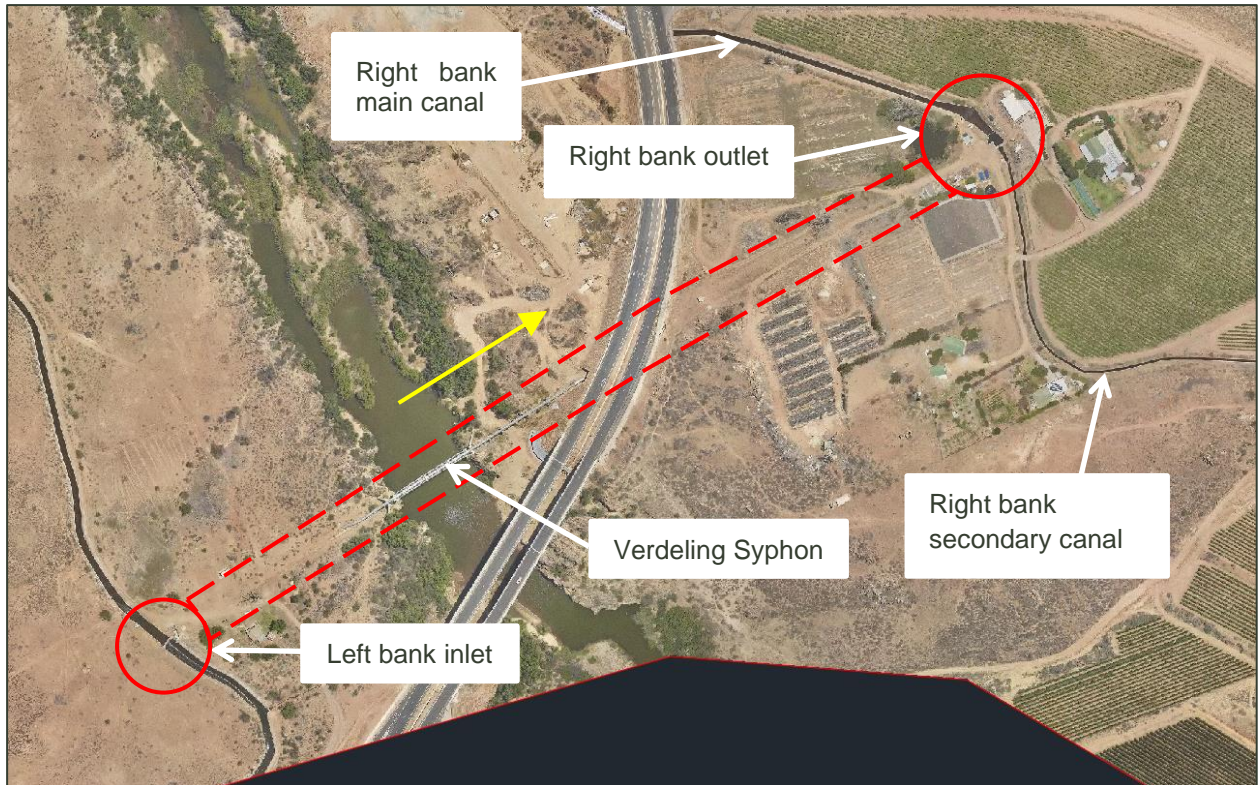 Right bank
main canal
Right bank outlet
Right bank
secondary canal
Verdeling Syphon
Left bank inlet